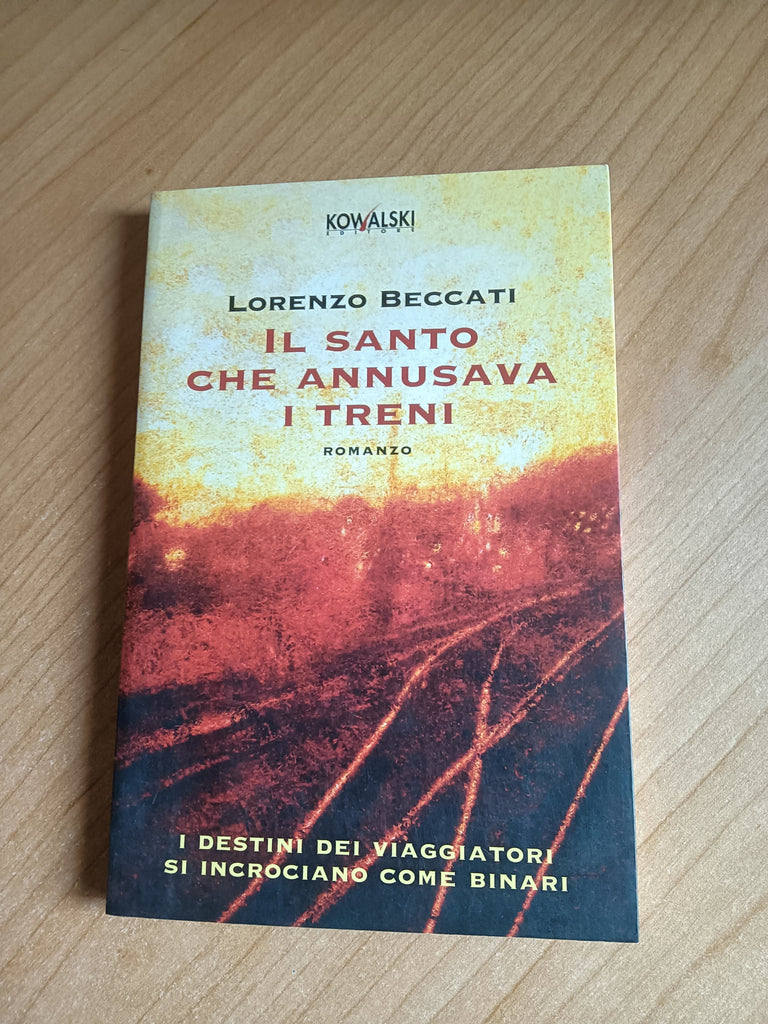 KOWALSKI
EDITORE
LORENZO BECCATI
IL SANTO
CHE ANNUSAVA
I TRENI
ROMANZO
I DESTINI DEI VIAGGIATORI
SI INCROCIANO COME BINARI